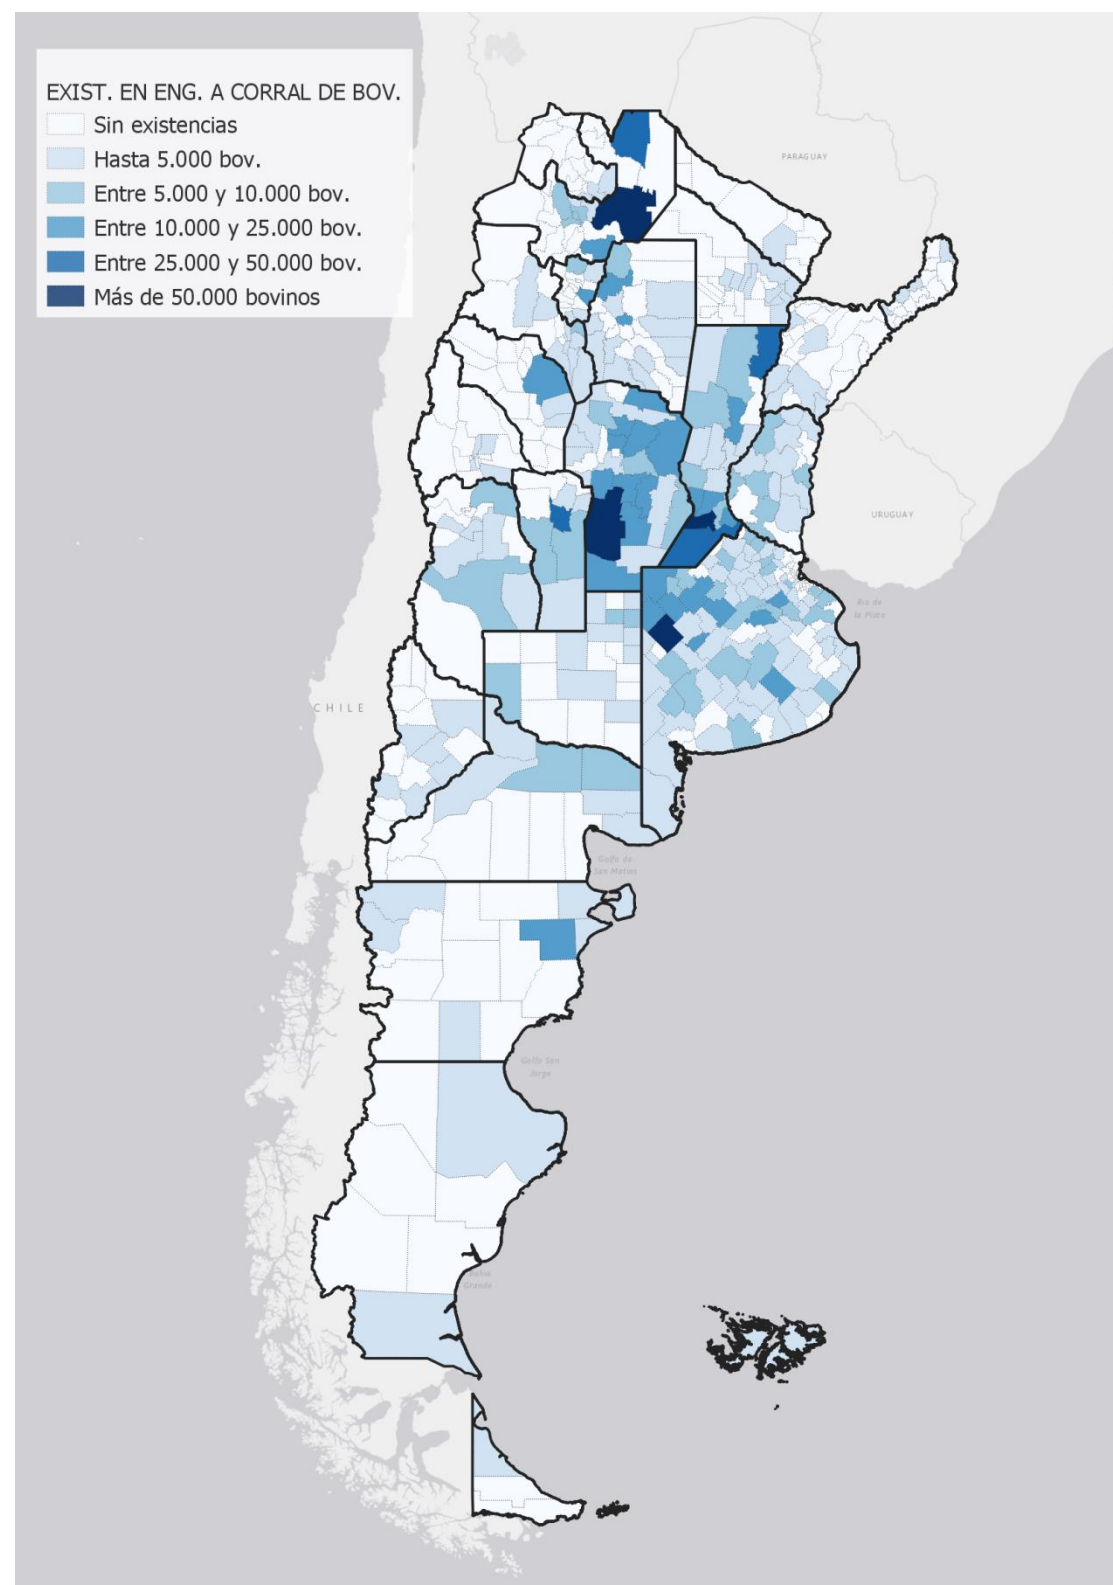 EXIST. EN ENG. A CORRAL DE BOV.
Sin existencias
Hasta 5.000 bov.
Entre 5.000 y 10.000 bov.
Entre 10.000 y 25.000 bov.
Entre 25.000 y 50.000 bov.
Más de 50.000 bovinos
PARAGUAY
URUGUAY
Río de
la Plata
CHILE
Golfo de
San Matías
Golfo San
Jorge
Bahía
Grande